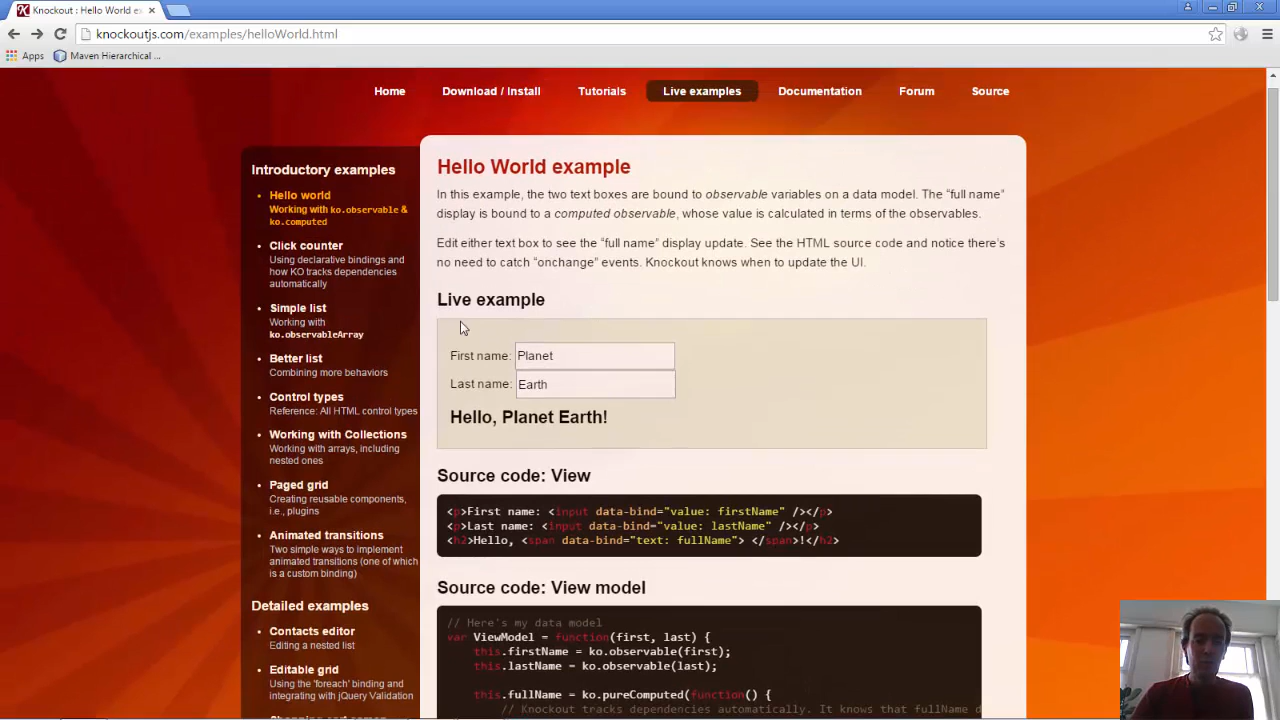 Knockout : Hello World e
knockoutjs.com/examples/helloWorld.html
Apps Maven Hierarchical ...
Home Download / Install Tutorials Live examples Documentation Forum Source
Introductory examples
Hello world
Working with ko.observable &
ko.computed
Click counter
Using declarative bindings and
how KO tracks dependencies
automatically
Simple list
Working with
ko.observableArray
Better list
Combining more behaviors
Control types
Reference: All HTML control types
Working with Collections
Working with arrays, including
nested ones
Paged grid
Creating reusable components,
i.e., plugins
Animated transitions
Two simple ways to implement
animated transitions (one of which
is a custom binding)
Detailed examples
Contacts editor
Editing a nested list
Editable grid
Using the 'foreach' binding and
integrating with jQuery Validation
Hello World example
In this example, the two text boxes are bound to observable variables on a data model. The “full name”
display is bound to a computed observable, whose value is calculated in terms of the observables.
Edit either text box to see the “full name” display update. See the HTML source code and notice there’s
no need to catch “onchange” events. Knockout knows when to update the UI.
Live example
First name: Planet
Last name: Earth
Hello, Planet Earth!
Source code: View
<p>First name: <input data-bind="value: firstName" /></p>
<p>Last name: <input data-bind="value: lastName" /></p>
<h2>Hello, <span data-bind="text: fullName"> </span>!</h2>
Source code: View model
// Here's my data model
var ViewModel = function(first, last) {
this.firstName = ko.observable(first);
this.lastName = ko.observable(last);
this.fullName = ko.pureComputed(function() {
// Knockout tracks dependencies automatically. It knows that fullName d